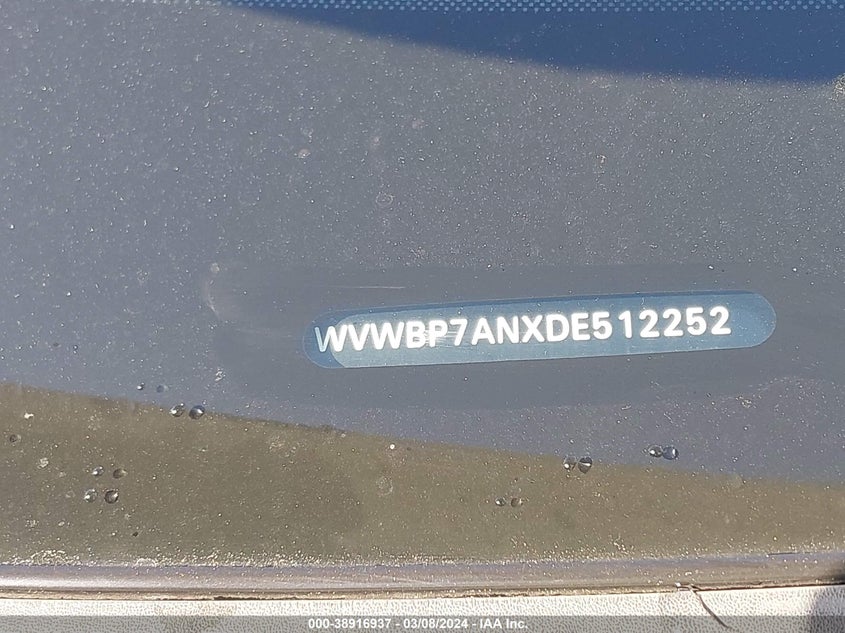 WVWBP7ANXDE512252
000-38916937 - 03/08/2024 - IAA Inc.